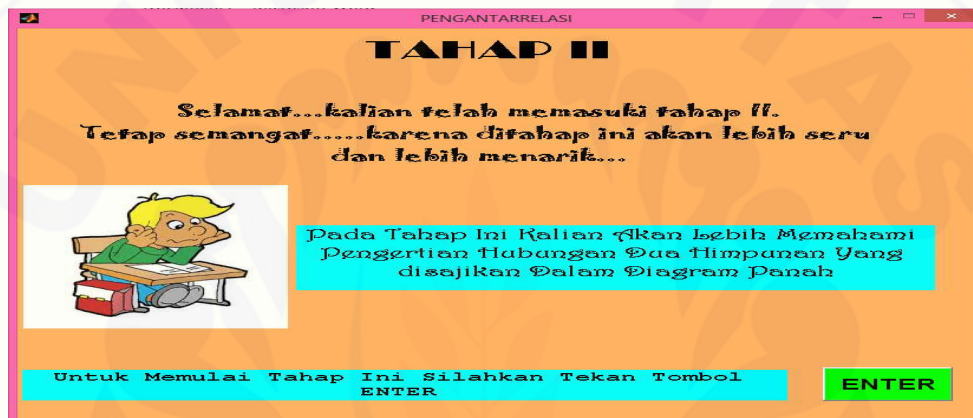 PENGANTARRELASI
TAHAP II
Selamat...kalian telah memasuki tahap II.
Tetap semangat.....karena ditahap ini akan lebih seru
dan lebih menarik...
Pada Tahap Ini Kalian Akan Lebih Memahami
Pengertian Hubungan Dua Himpunan Yang
disajikan Dalam Diagram Panah
Untuk Memulai Tahap Ini Silahkan Tekan Tombol
ENTER
ENTER